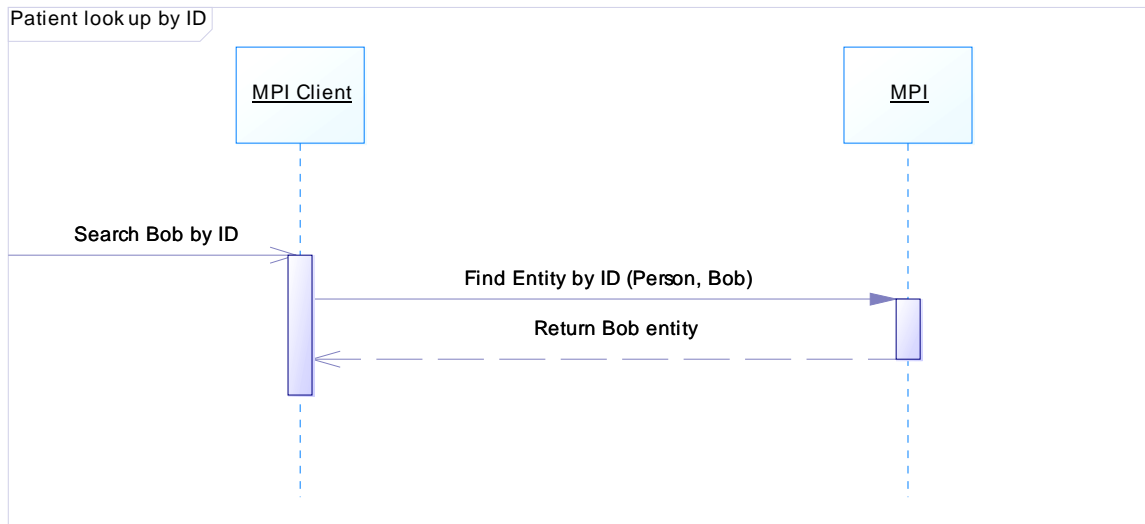 Patient look up by ID
MPI Client
MPI
Search Bob by ID
Find Entity by ID (Person, Bob)
Return Bob entity